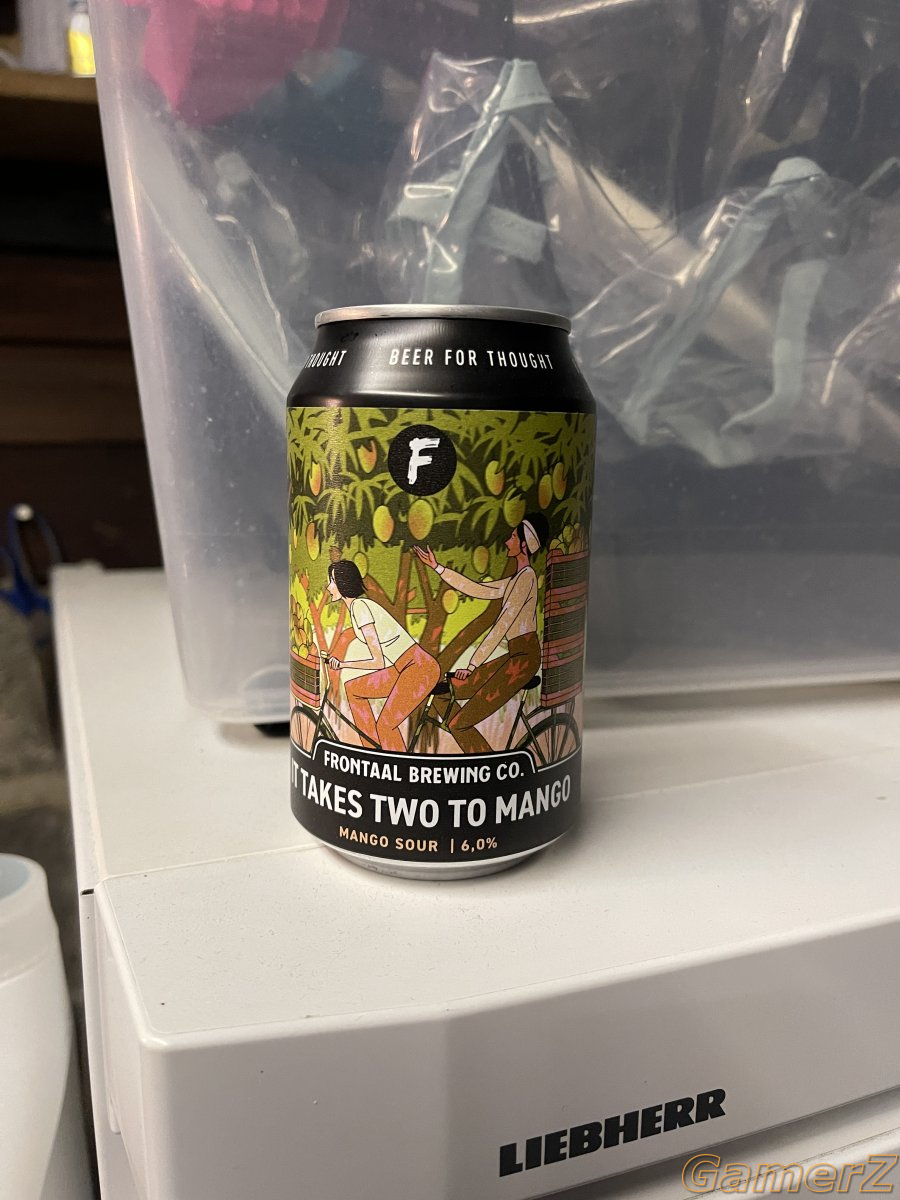 THOUGHT BEER FOR THOUGHT
F
FRONTAAL BREWING CO.
IT TAKES TWO TO MANGO
MANGO SOUR | 6,0%
LIEBHERR
GamerZ